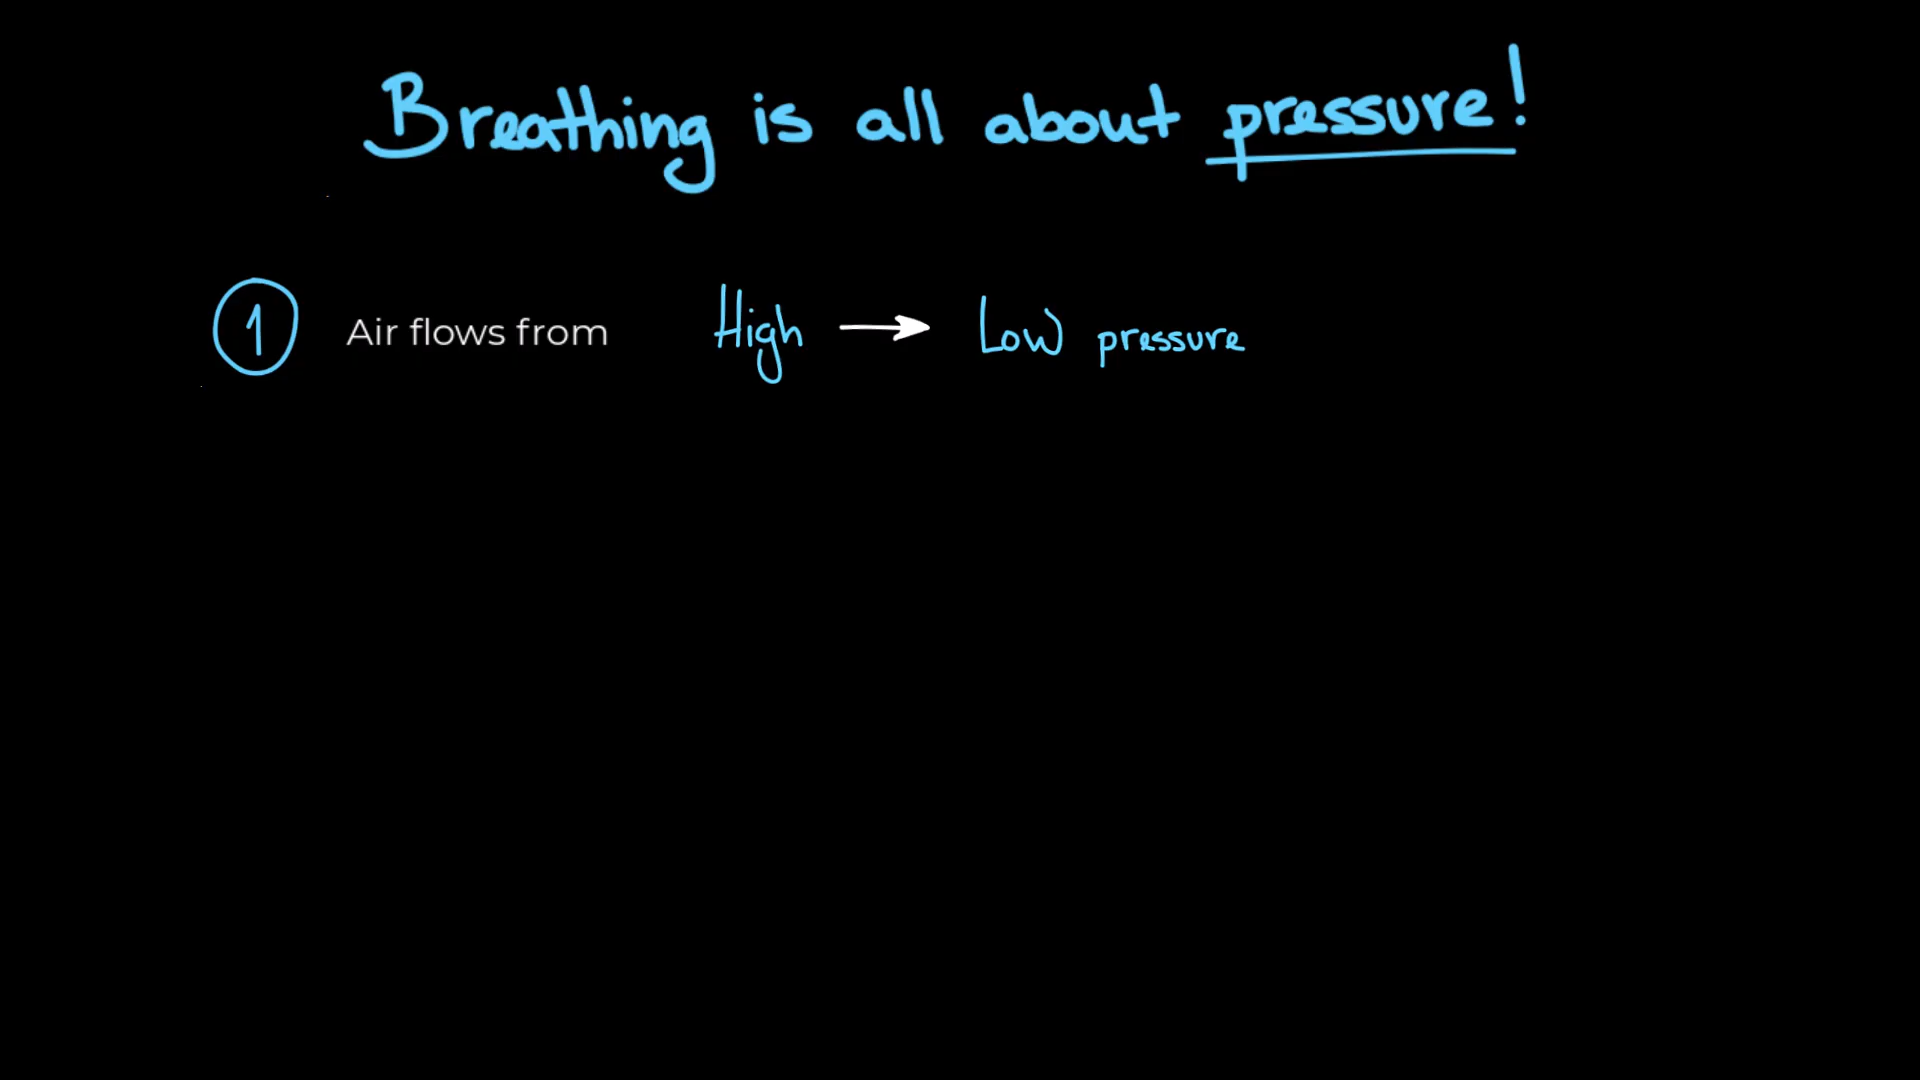 Breathing is all about pressure!
1 Air flows from High → Low pressure